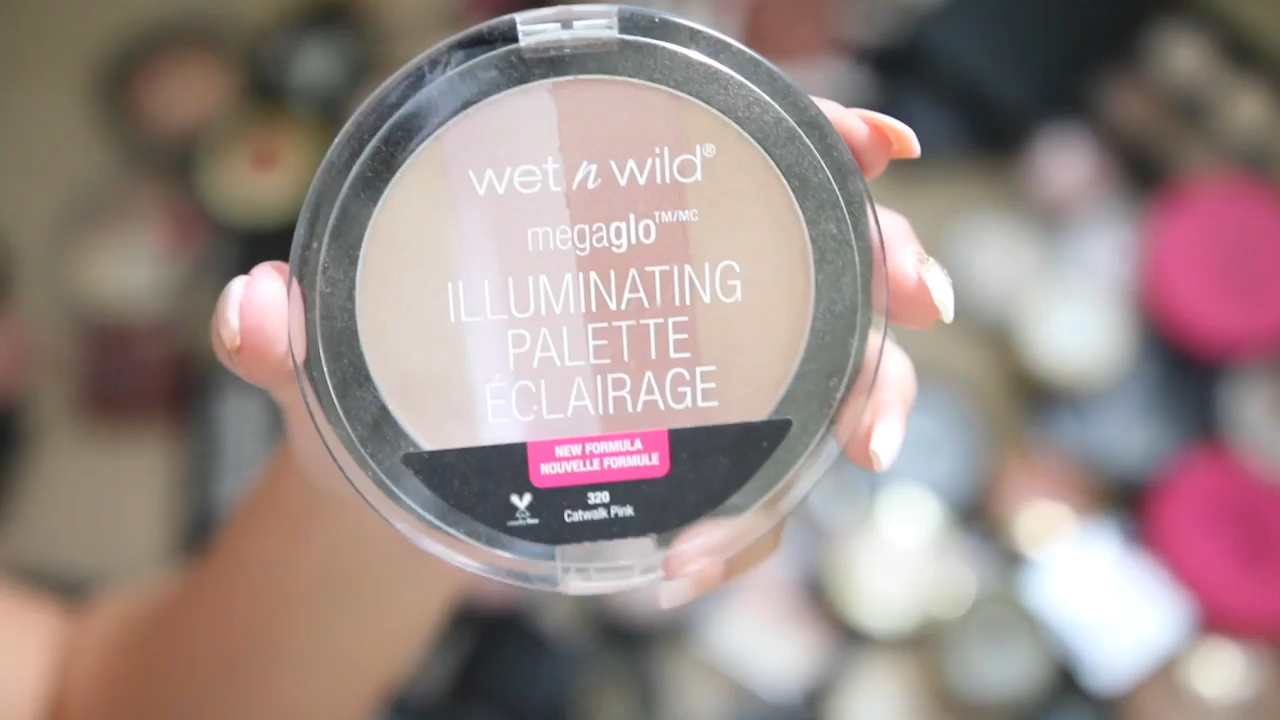 wet n wild®
megaglo™/MC
ILLUMINATING
PALETTE
ÉCLAIRAGE
NEW FORMULA
NOUVELLE FORMULE
320
Catwalk Pink